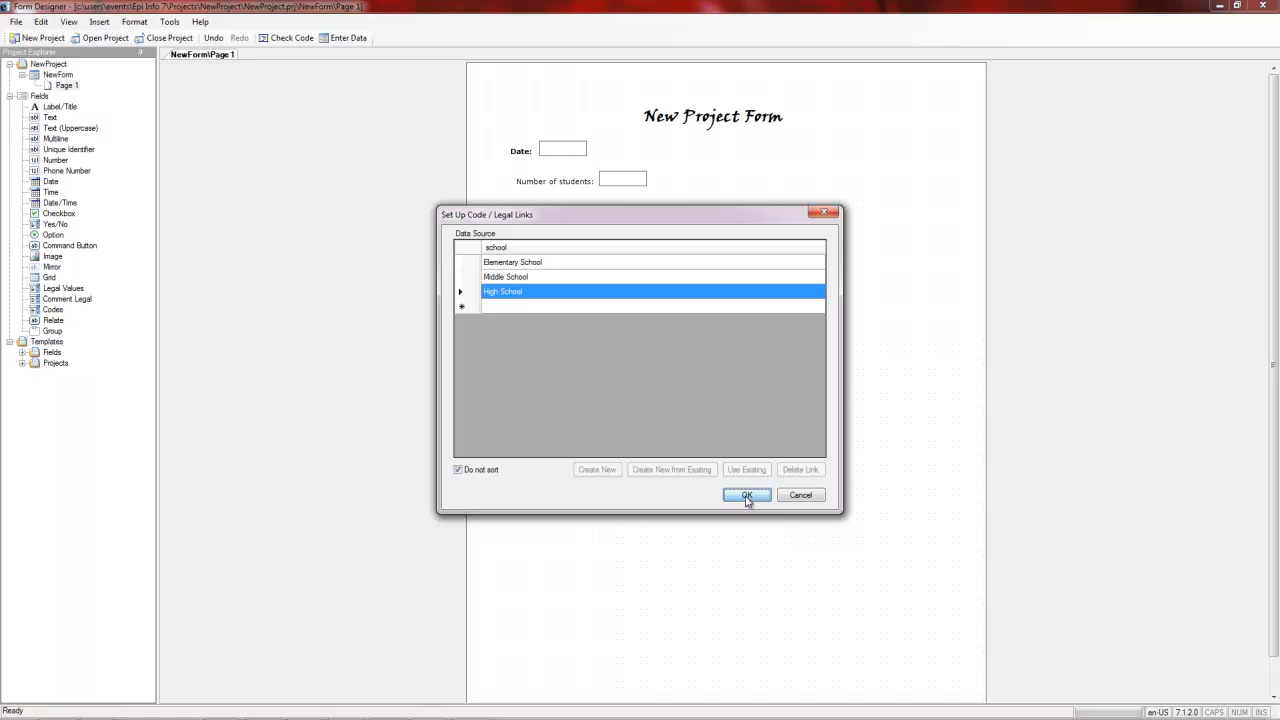 Form Designer - [c:\users\events\Epi Info 7\Projects\NewProject\NewProject.prj\NewForm\Page 1]
File Edit View Insert Format Tools Help
New Project Open Project Close Project Undo Redo Check Code Enter Data
Project Explorer
NewForm\Page 1
NewProject
NewForm
Page 1
Fields
Label/Title
Text
Text (Uppercase)
Multiline
Unique Identifier
Number
Phone Number
Date
Time
Date/Time
Checkbox
Yes/No
Option
Command Button
Image
Mirror
Grid
Legal Values
Comment Legal
Codes
Relate
Group
Templates
Fields
Projects
New Project Form
Date:
Number of students:
Set Up Code / Legal Links
Data Source
school
Elementary School
Middle School
High School
Do not sort
Create New Create New from Existing Use Existing Delete Link
OK Cancel
Ready
en-US 7.1.2.0 CAPS NUM INS